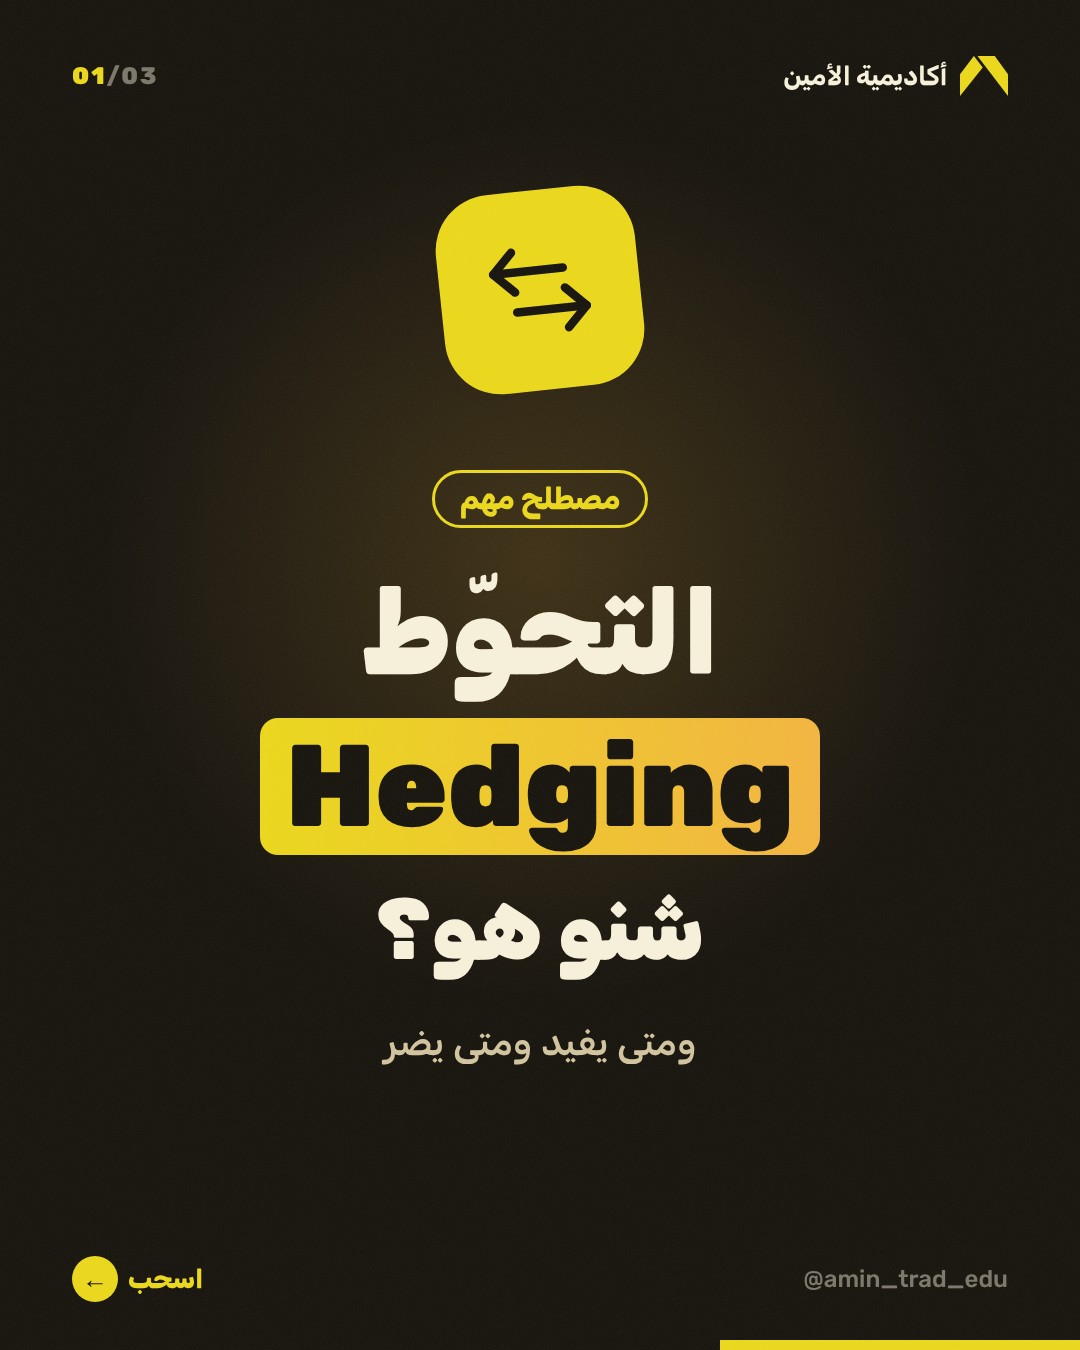 أكاديمية الأمين
01/03
مصطلح مهم
التحوّط
Hedging
شنو هو؟
ومتى يفيد ومتى يضر
@amin_trad_edu
اسحب ←